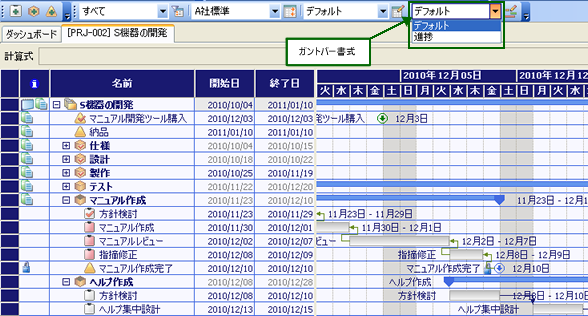 すべて A社標準 デフォルト デフォルト
デフォルト
進捗
ダッシュボード [PRJ-002] S機器の開発
ガントバー書式
計算式
2010年12月05日 2010年12月
名前 開始日 終了日 火 水 木 金 土 日 月 火 水 木 金 土 日 月 火 水
S機器の開発 2010/10/04 2011/01/10
マニュアル開発ツール購入 2010/12/03 2010/12/03 発ツール購入 12月3日
納品 2011/01/10 2011/01/10
仕様 2010/10/04 2010/10/15
設計 2010/10/18 2010/10/22
製作 2010/10/25 2010/11/19
テスト 2010/11/22 2010/12/20
マニュアル作成 2010/11/23 2010/12/10 11月23日 - 12月1
方針検討 2010/11/23 2010/11/29 11月23日 - 11月29日
マニュアル作成 2010/11/30 2010/12/01 11月30日 - 12月1日
マニュアルレビュー 2010/12/02 2010/12/07 ビュー 12月2日 - 12月7日
指摘修正 2010/12/08 2010/12/09 指摘修正 12月8日 - 12月9日
マニュアル作成完了 2010/12/10 2010/12/10 マニュアル作成完了 12月10日
ヘルプ作成 2010/12/08 2010/12/28 ヘルプ作成
方針検討 2010/12/08 2010/12/10 方針検討 12月8日 - 12月10日
ヘルプ集中設計 2010/12/13 2010/12/15 ヘルプ集中設計 12月